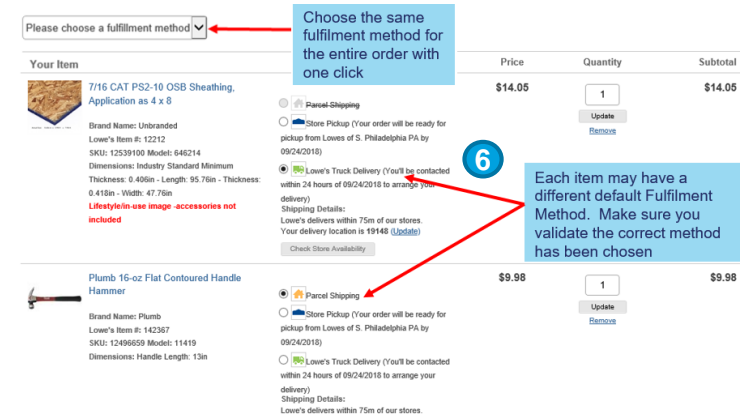 Please choose a fulfillment method
Choose the same
fulfilment method for
the entire order with
one click
Your Item
Price
Quantity
Subtotal
7/16 CAT PS2-10 OSB Sheathing,
Application as 4 x 8
Brand Name: Unbranded
Lowe's Item #: 12212
SKU: 12539100 Model: 646214
Dimensions: Industry Standard Minimum
Thickness: 0.406in - Length: 95.76in - Thickness:
0.418in - Width: 47.76in
Lifestyle/in-use image -accessories not
included
Parcel Shipping
Store Pickup (Your order will be ready for
pickup from Lowes of S. Philadelphia PA by
09/24/2018)
Lowe's Truck Delivery (You'll be contacted
within 24 hours of 09/24/2018 to arrange your
delivery)
Shipping Details:
Lowe's delivers within 75m of our stores.
Your delivery location is 19148 (Update)
Check Store Availability
$14.05
1
Update
Remove
$14.05
6
Each item may have a
different default Fulfilment
Method. Make sure you
validate the correct method
has been chosen
Plumb 16-oz Flat Contoured Handle
Hammer
Brand Name: Plumb
Lowe's Item #: 142367
SKU: 12496659 Model: 11419
Dimensions: Handle Length: 13in
Parcel Shipping
Store Pickup (Your order will be ready for
pickup from Lowes of S. Philadelphia PA by
09/24/2018)
Lowe's Truck Delivery (You'll be contacted
within 24 hours of 09/24/2018 to arrange your
delivery)
Shipping Details:
Lowe's delivers within 75m of our stores.
$9.98
1
Update
Remove
$9.98